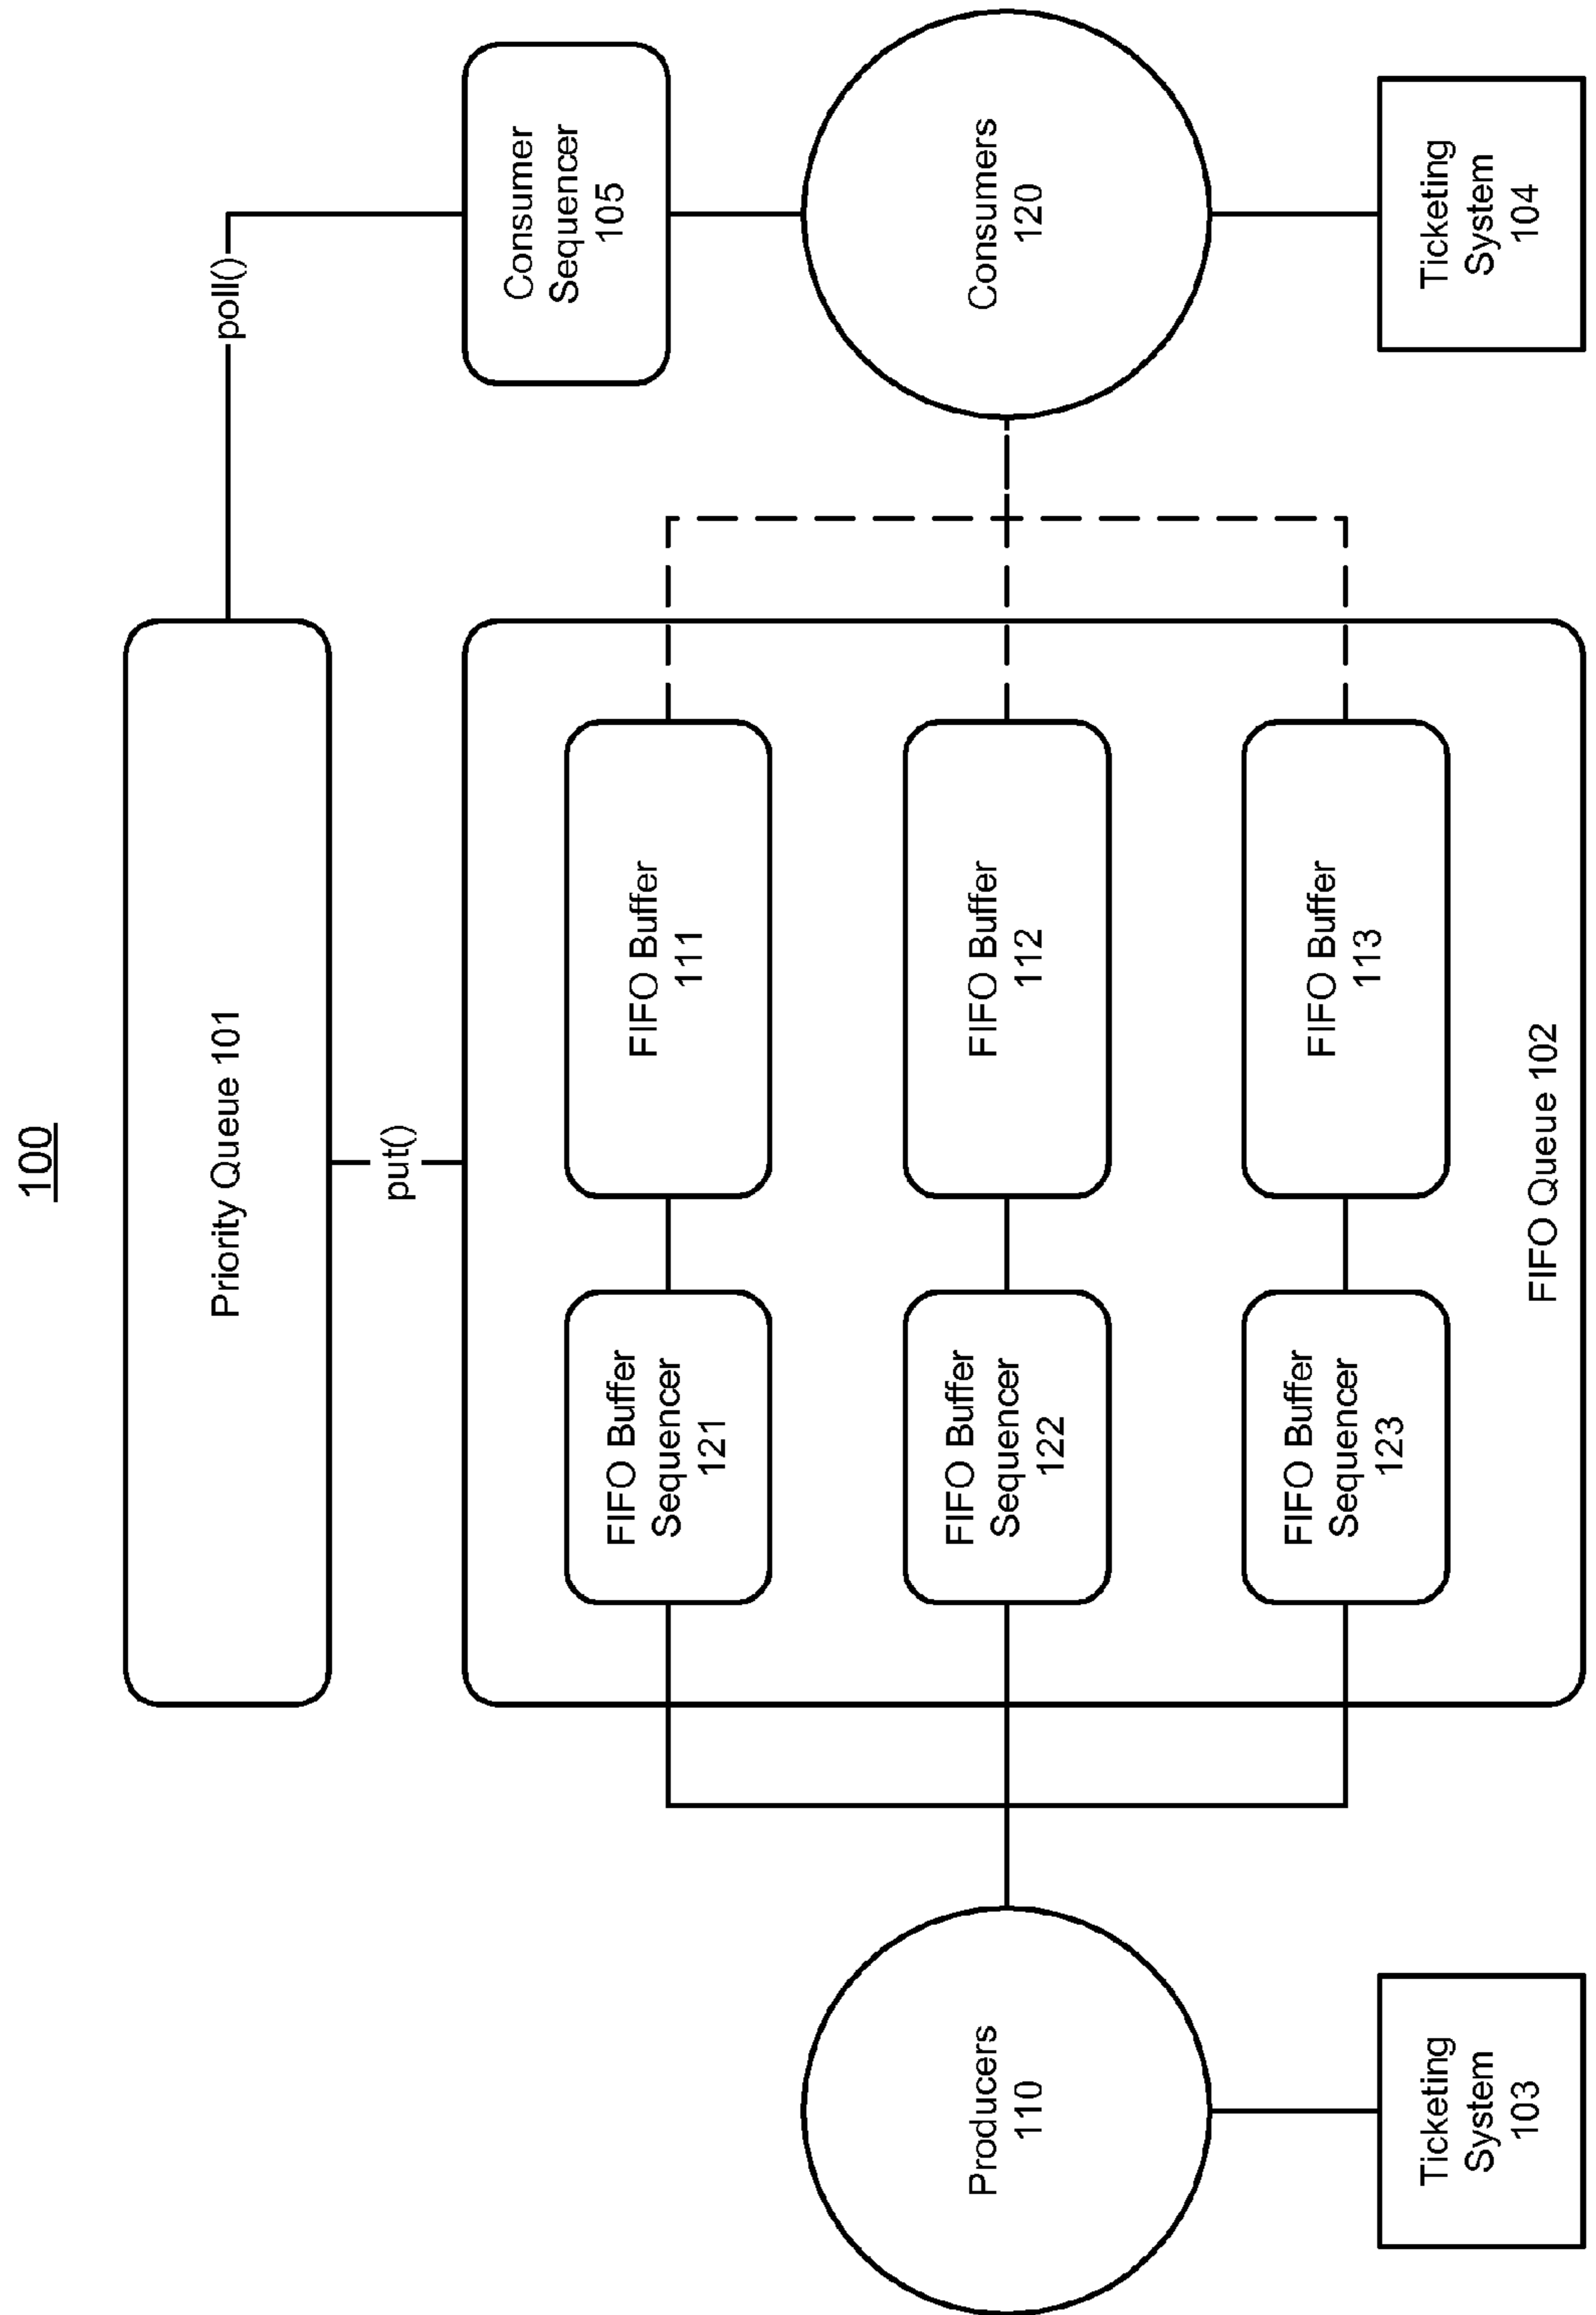 100
Priority Queue 101
put()
poll()
Consumer
Sequencer
105
Producers
110
FIFO Buffer
Sequencer
121
FIFO Buffer
111
FIFO Buffer
Sequencer
122
FIFO Buffer
112
FIFO Buffer
Sequencer
123
FIFO Buffer
113
Consumers
120
Ticketing
System
103
FIFO Queue 102
Ticketing
System
104